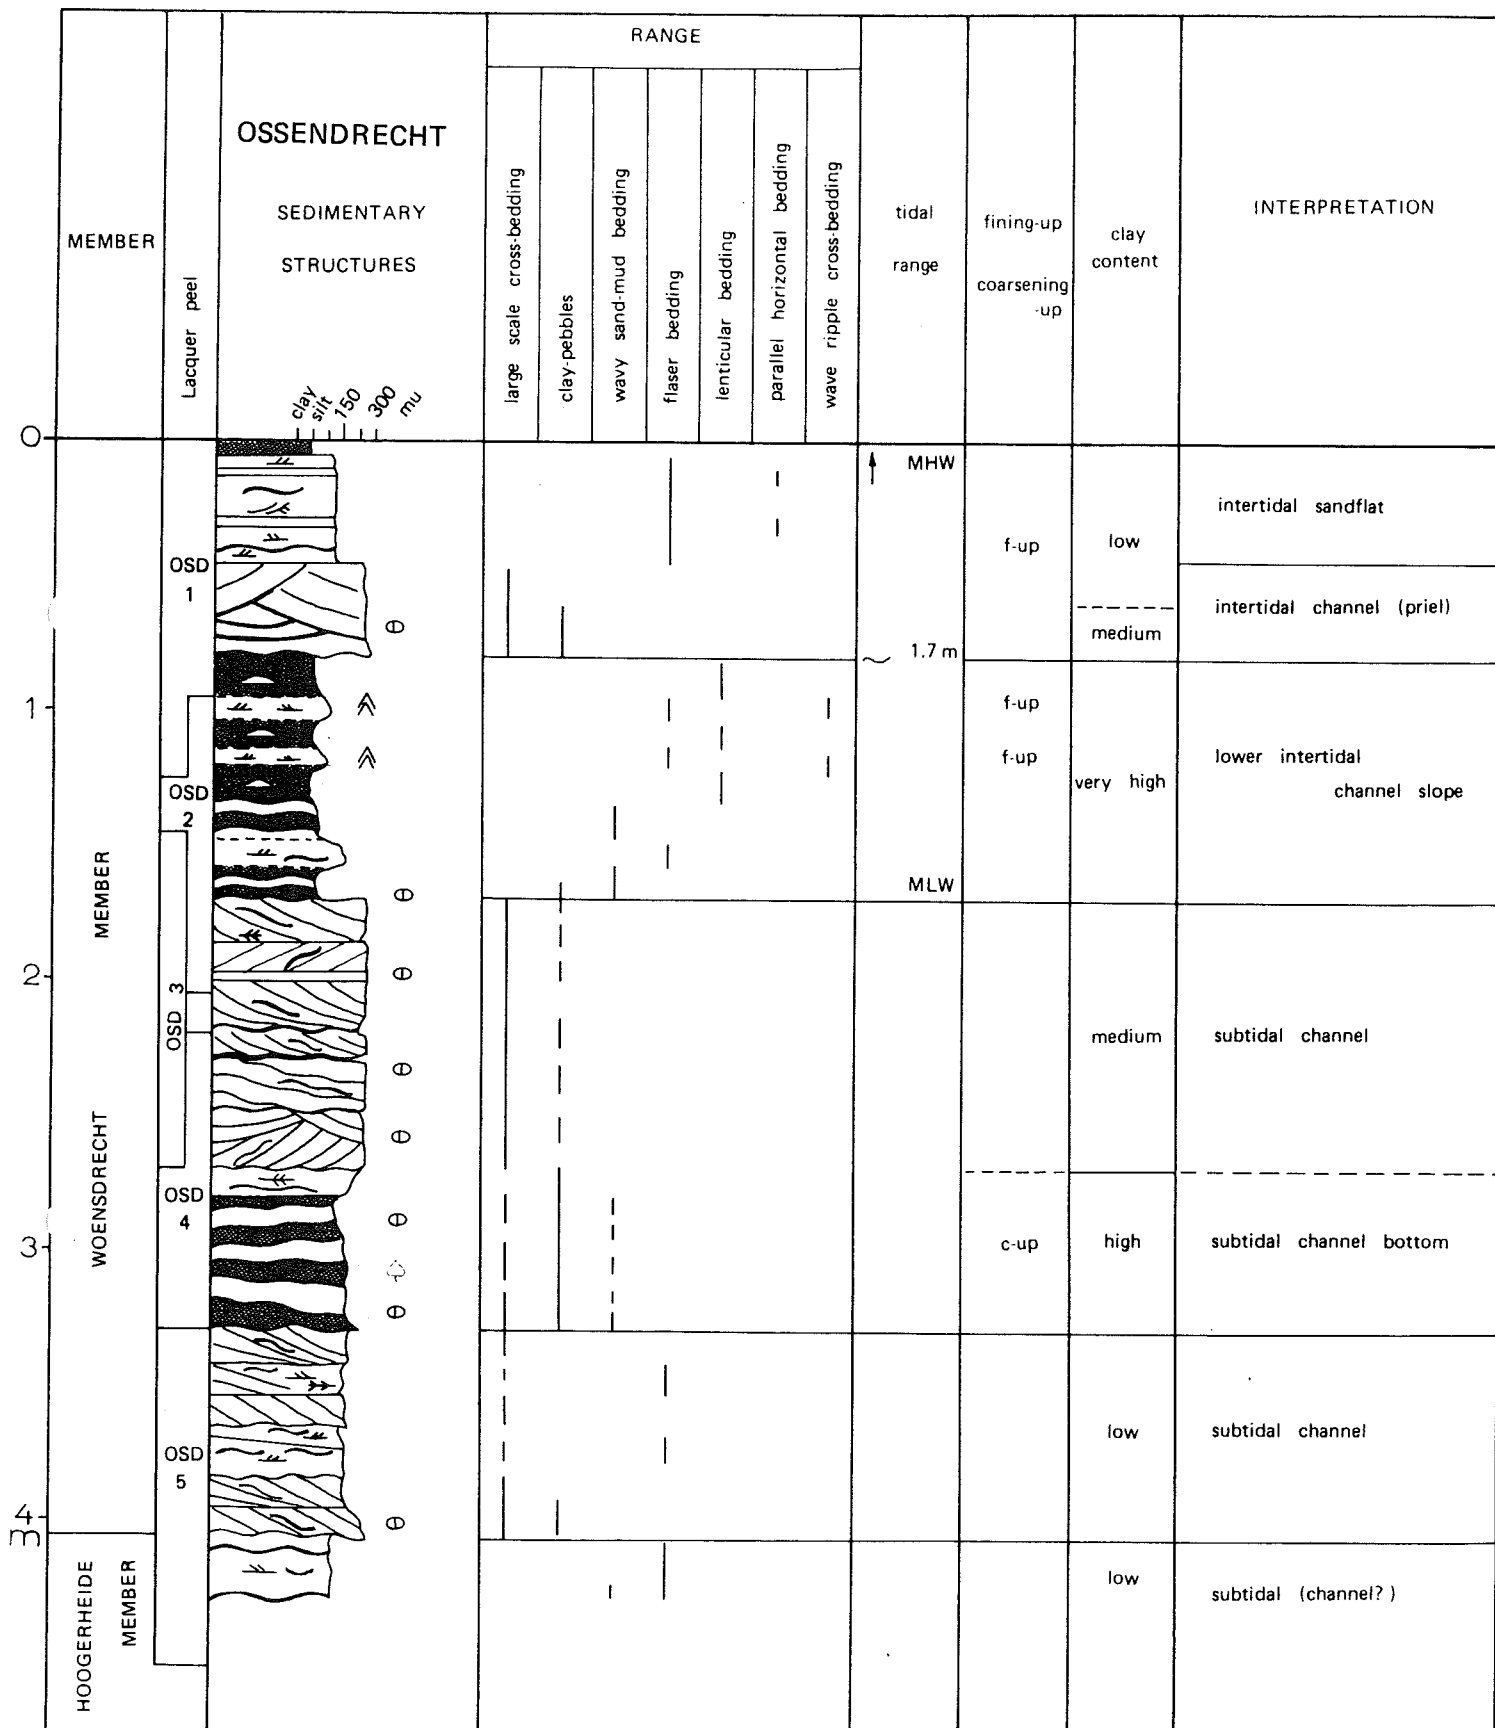 RANGE
OSSENDRECHT
SEDIMENTARY
STRUCTURES
MEMBER
Lacquer peel
clay
silt
150
300
mu
large scale cross-bedding
clay-pebbles
wavy sand-mud bedding
flaser bedding
lenticular bedding
parallel horizontal bedding
wave ripple cross-bedding
tidal
range
fining-up
coarsening
-up
clay
content
INTERPRETATION
0
MHW
intertidal sandflat
f-up
low
OSD
1
intertidal channel (priel)
medium
1.7 m
1
f-up
f-up
lower intertidal
channel slope
very high
OSD
2
MLW
WOENSDRECHT MEMBER
2
OSD 3
medium
subtidal channel
OSD
4
3
c-up
high
subtidal channel bottom
OSD
5
low
subtidal channel
4
m
HOOGERHEIDE
MEMBER
low
subtidal (channel?)